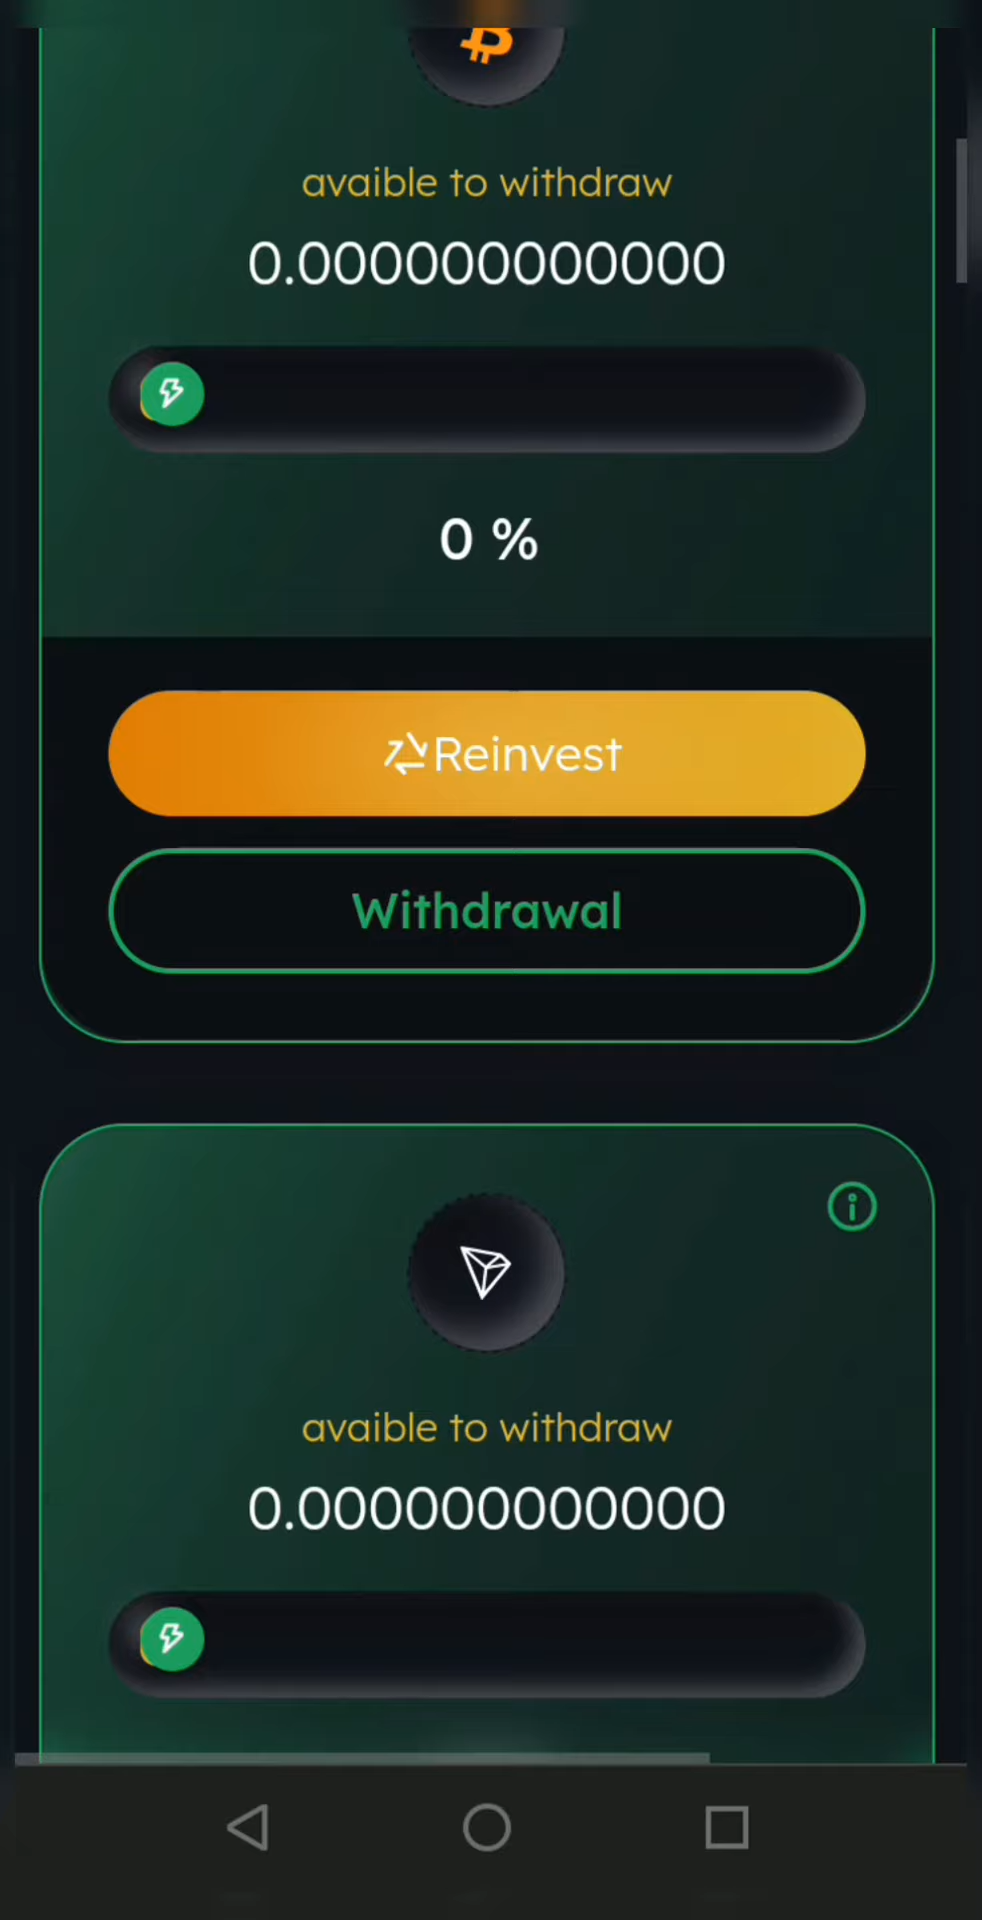 avaible to withdraw
0.000000000000
0 %
Reinvest
Withdrawal
avaible to withdraw
0.000000000000